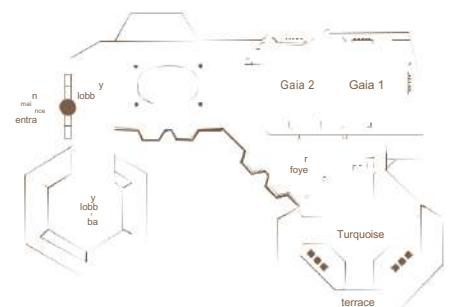 Gaia 2
Gaia 1
y
lobb
n
mai
nce
entra
r
foye
y
lobb
ba
Turquoise
terrace